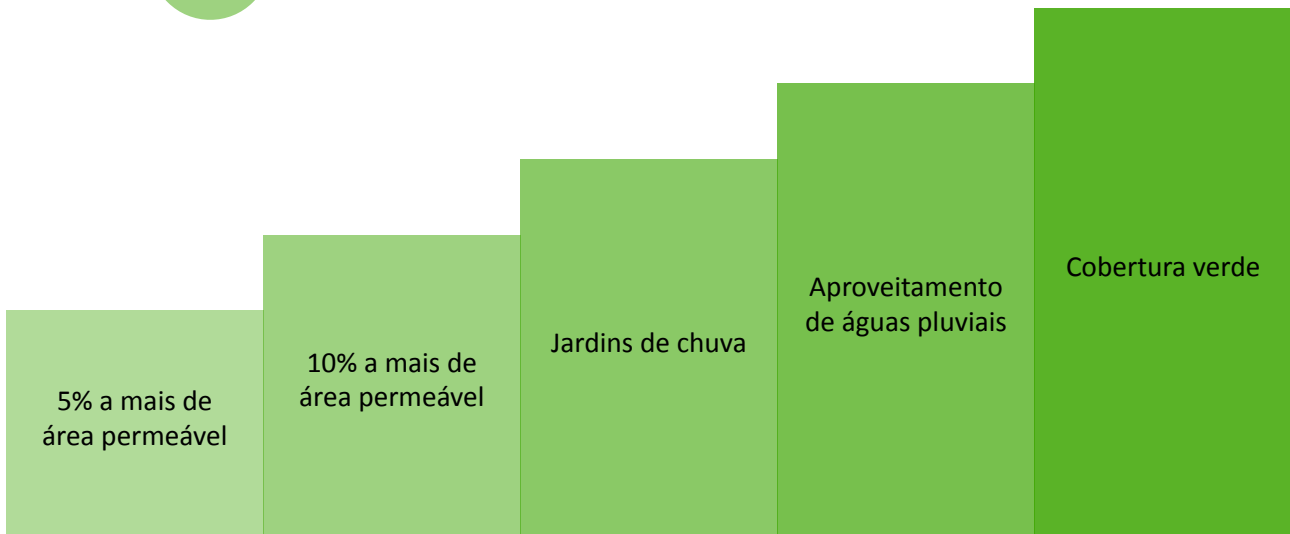 5% a mais de
área permeável
10% a mais de
área permeável
Jardins de chuva
Aproveitamento
de águas pluviais
Cobertura verde